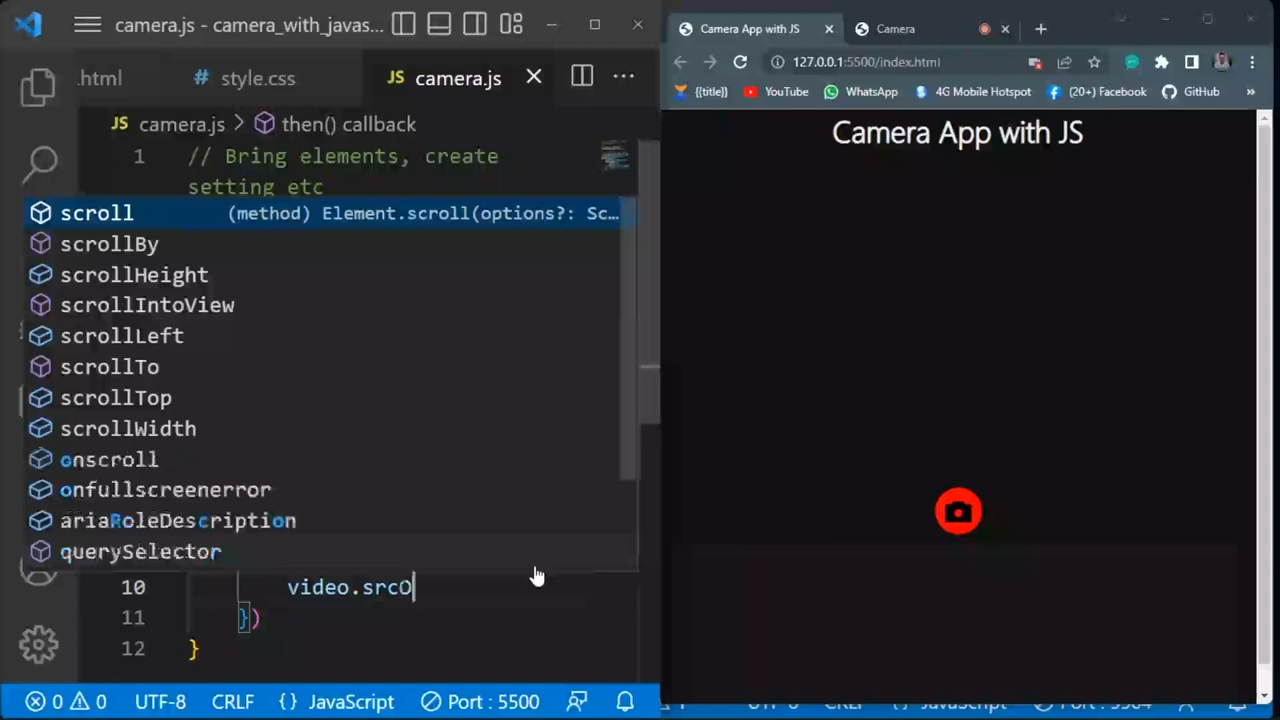 camera.js - camera_with_javas...
.html
# style.css
JS camera.js
JS camera.js > then() callback
1 // Bring elements, create
setting etc
scroll (method) Element.scroll(options?: Sc...
scrollBy
scrollHeight
scrollIntoView
scrollLeft
scrollTo
scrollTop
scrollWidth
onscroll
onfullscreenerror
ariaRoleDescription
querySelector
10 video.srcO
11 })
12 }
0 0 UTF-8 CRLF {} JavaScript Port : 5500
Camera App with JS
Camera
127.0.0.1:5500/index.html
{{title}} YouTube WhatsApp 4G Mobile Hotspot (20+) Facebook GitHub »
Camera App with JS